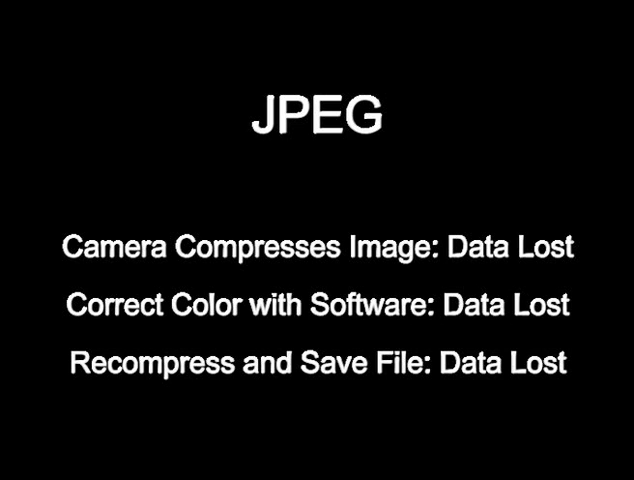 JPEG
Camera Compresses Image: Data Lost
Correct Color with Software: Data Lost
Recompress and Save File: Data Lost